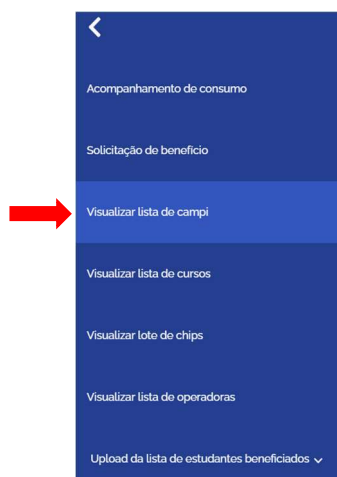 Acompanhamento de consumo
Solicitação de benefício
Visualizar lista de campi
Visualizar lista de cursos
Visualizar lote de chips
Visualizar lista de operadoras
Upload da lista de estudantes beneficiados